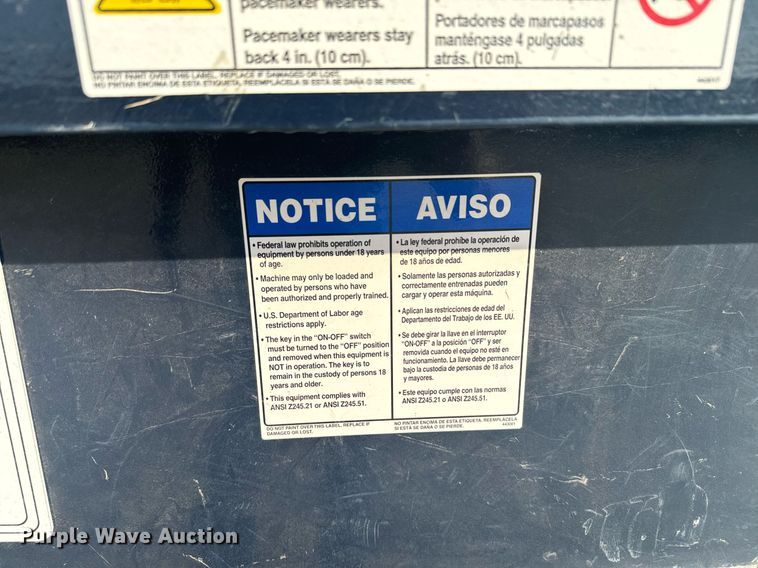 pacemaker wearers.
Pacemaker wearers stay
back 4 in. (10 cm).
Portadores de marcapasos
manténgase 4 pulgadas
atrás. (10 cm).
DO NOT PAINT OVER THIS LABEL, REPLACE IF DAMAGED OR LOST.
NO PINTAR ENCIMA DE ESTA ETIQUETA, REEMPLÁCELA SI ESTÁ SE DAÑA O SE PIERDE.
NOTICE
• Federal law prohibits operation of
equipment by persons under 18 years
of age.
• Machine may only be loaded and
operated by persons who have
been authorized and properly trained.
• U.S. Department of Labor age
restrictions apply.
• The key in the "ON-OFF" switch
must be turned to the "OFF" position
and removed when this equipment is
NOT in operation. The key is to
remain in the custody of persons 18
years and older.
• This equipment complies with
ANSI Z245.21 or ANSI Z245.51.
DO NOT PAINT OVER THIS LABEL, REPLACE IF
DAMAGED OR LOST.
AVISO
• La ley federal prohibe la operación de
este equipo por personas menores
de 18 años de edad.
• Solamente las personas autorizadas y
correctamente entrenadas pueden
cargar y operar esta máquina.
• Aplican las restricciones de edad del
Departamento del Trabajo de los EE. UU.
• Se debe girar la llave en el interruptor
"ON-OFF" a la posición "OFF" y ser
removida cuando el equipo no esté en
funcionamiento. La llave debe permanecer
bajo la custodia de personas de 18 años
y mayores.
• Este equipo cumple con las normas
ANSI Z245.21 o ANSI Z245.51.
NO PINTAR ENCIMA DE ESTA ETIQUETA, REEMPLÁCELA
SI ESTÁ SE DAÑA O SE PIERDE.
443061
Purple Wave Auction